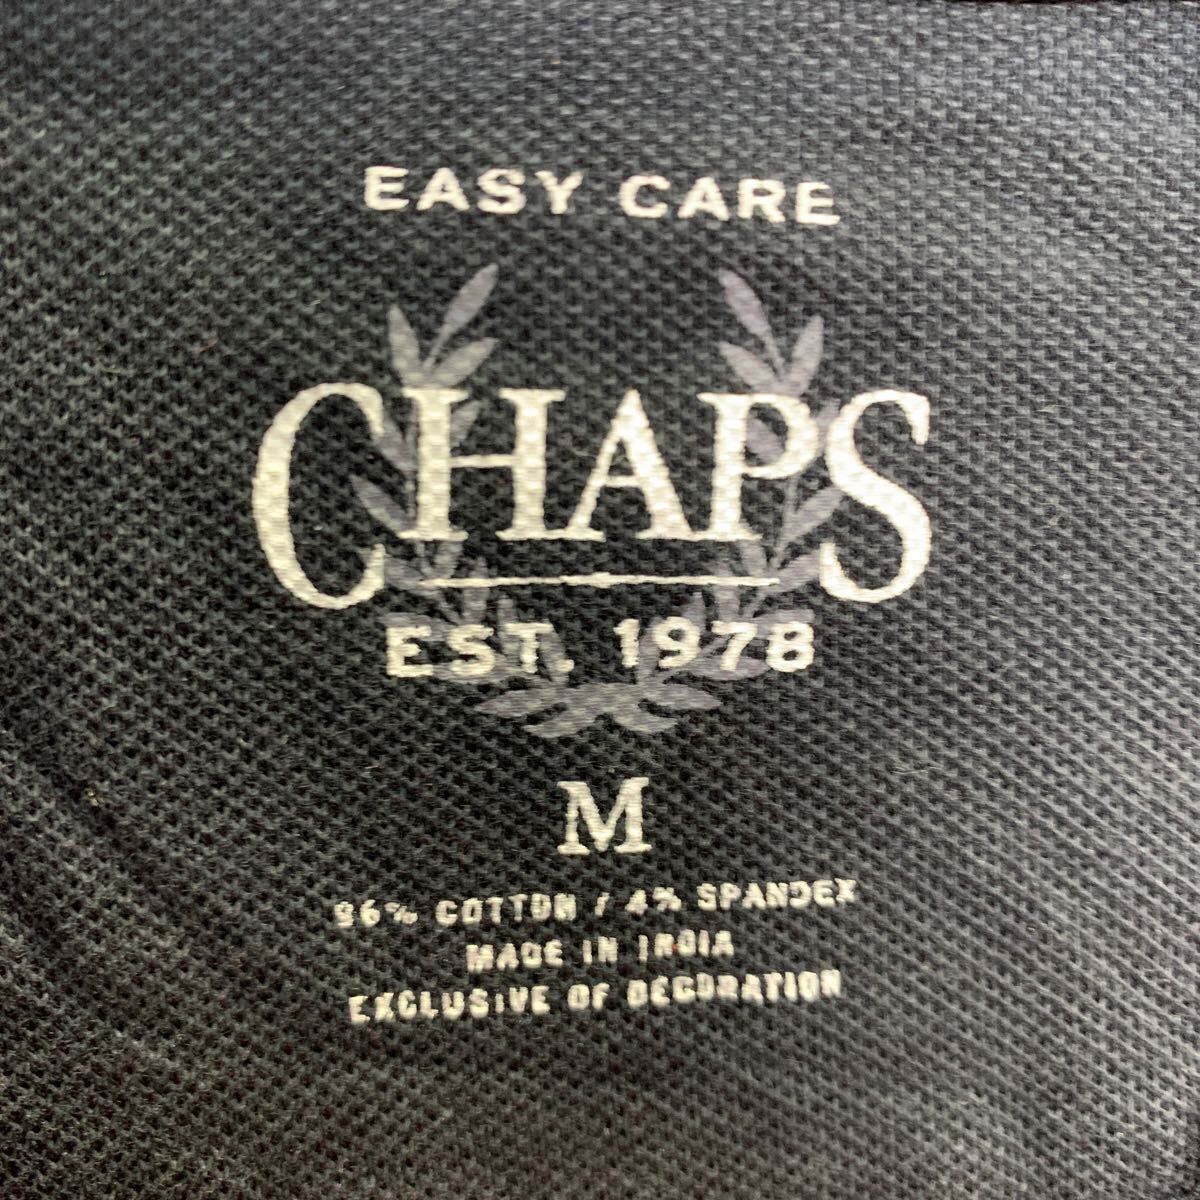 EASY CARE
CHAPS
EST. 1978
M
96% COTTON / 4% SPANDEX
MADE IN INDIA
EXCLUSIVE OF DECORATION